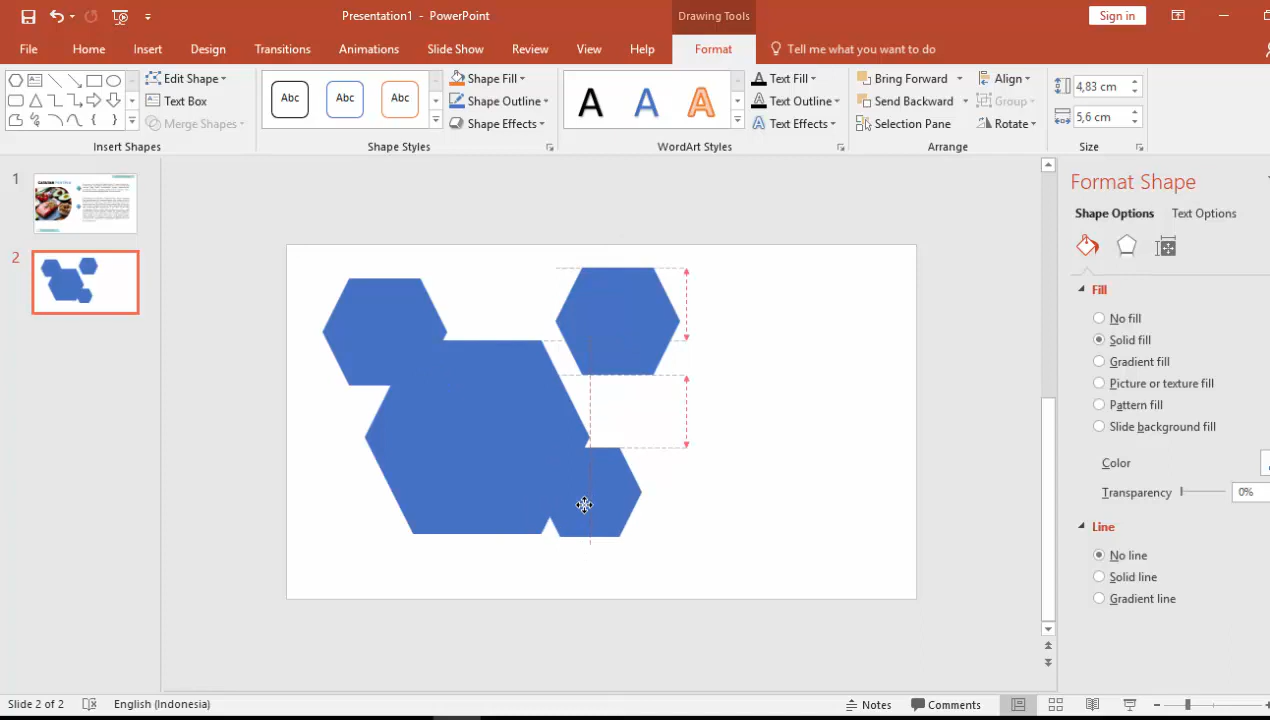 Presentation1 - PowerPoint
Drawing Tools
Sign in
File Home Insert Design Transitions Animations Slide Show Review View Help Format Tell me what you want to do
Edit Shape
Text Box
Merge Shapes
Insert Shapes
Abc Abc Abc
Shape Fill
Shape Outline
Shape Effects
Shape Styles
A A A
Text Fill
Text Outline
Text Effects
WordArt Styles
Bring Forward
Send Backward
Selection Pane
Align
Group
Rotate
Arrange
4,83 cm
5,6 cm
Size
1
2
Format Shape
Shape Options Text Options
Fill
No fill
Solid fill
Gradient fill
Picture or texture fill
Pattern fill
Slide background fill
Color
Transparency 0%
Line
No line
Solid line
Gradient line
Slide 2 of 2 English (Indonesia) Notes Comments